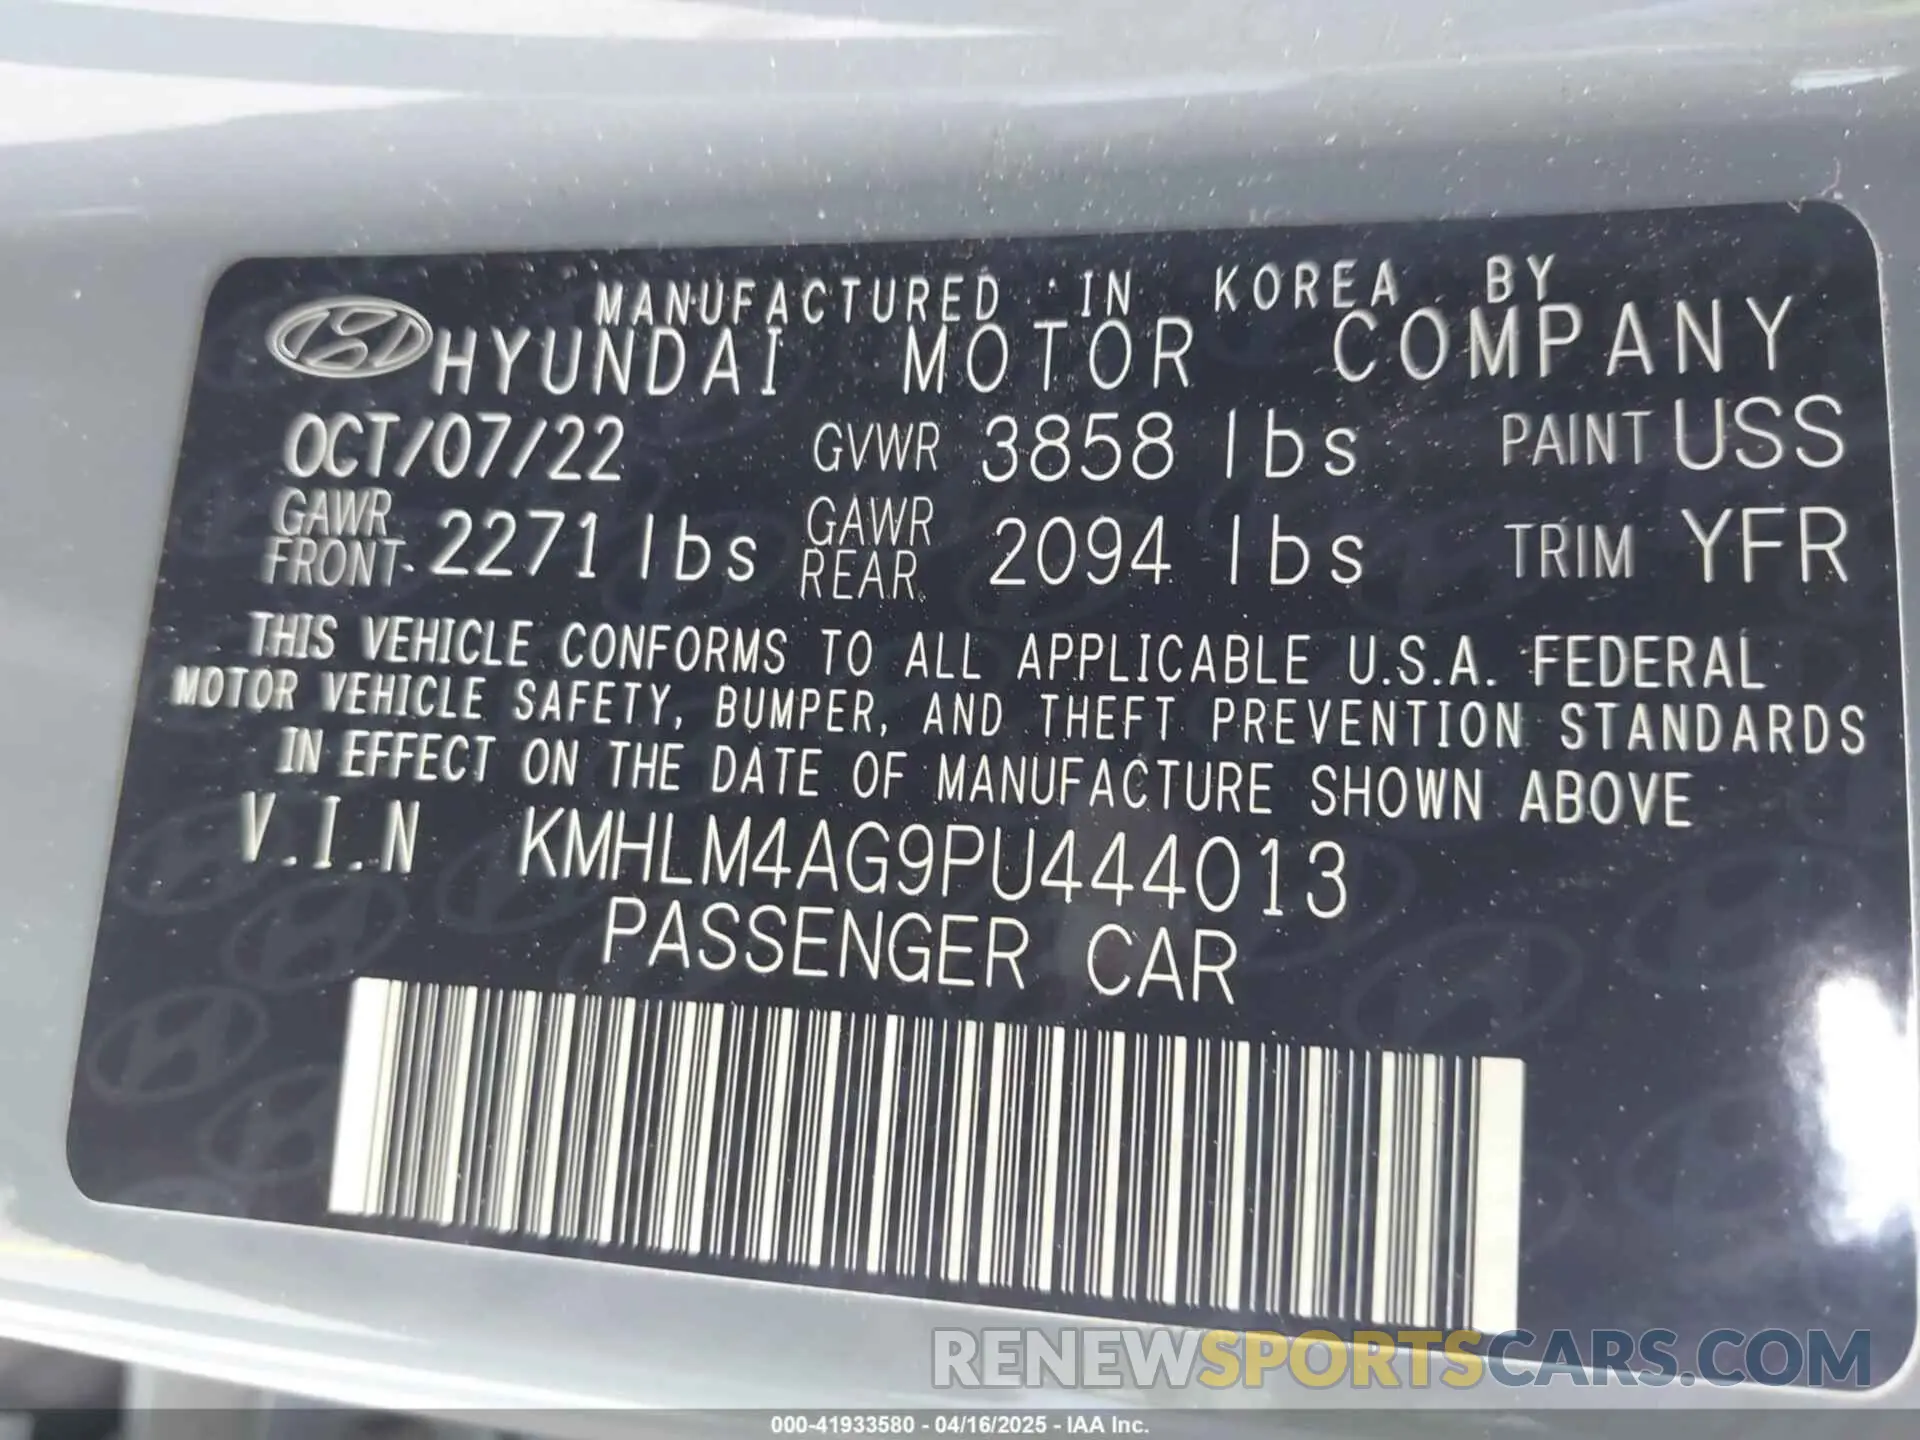 MANUFACTURED IN KOREA BY
HYUNDAI MOTOR COMPANY
OCT/07/22 GVWR 3858 lbs PAINT USS
GAWR FRONT 2271 lbs GAWR REAR 2094 lbs TRIM YFR
THIS VEHICLE CONFORMS TO ALL APPLICABLE U.S.A. FEDERAL
MOTOR VEHICLE SAFETY, BUMPER, AND THEFT PREVENTION STANDARDS
IN EFFECT ON THE DATE OF MANUFACTURE SHOWN ABOVE
V.I.N KMHLM4AG9PU444013
PASSENGER CAR
RENEWSPORTSCARS.COM
000-41933580 - 04/16/2025 - IAA Inc.